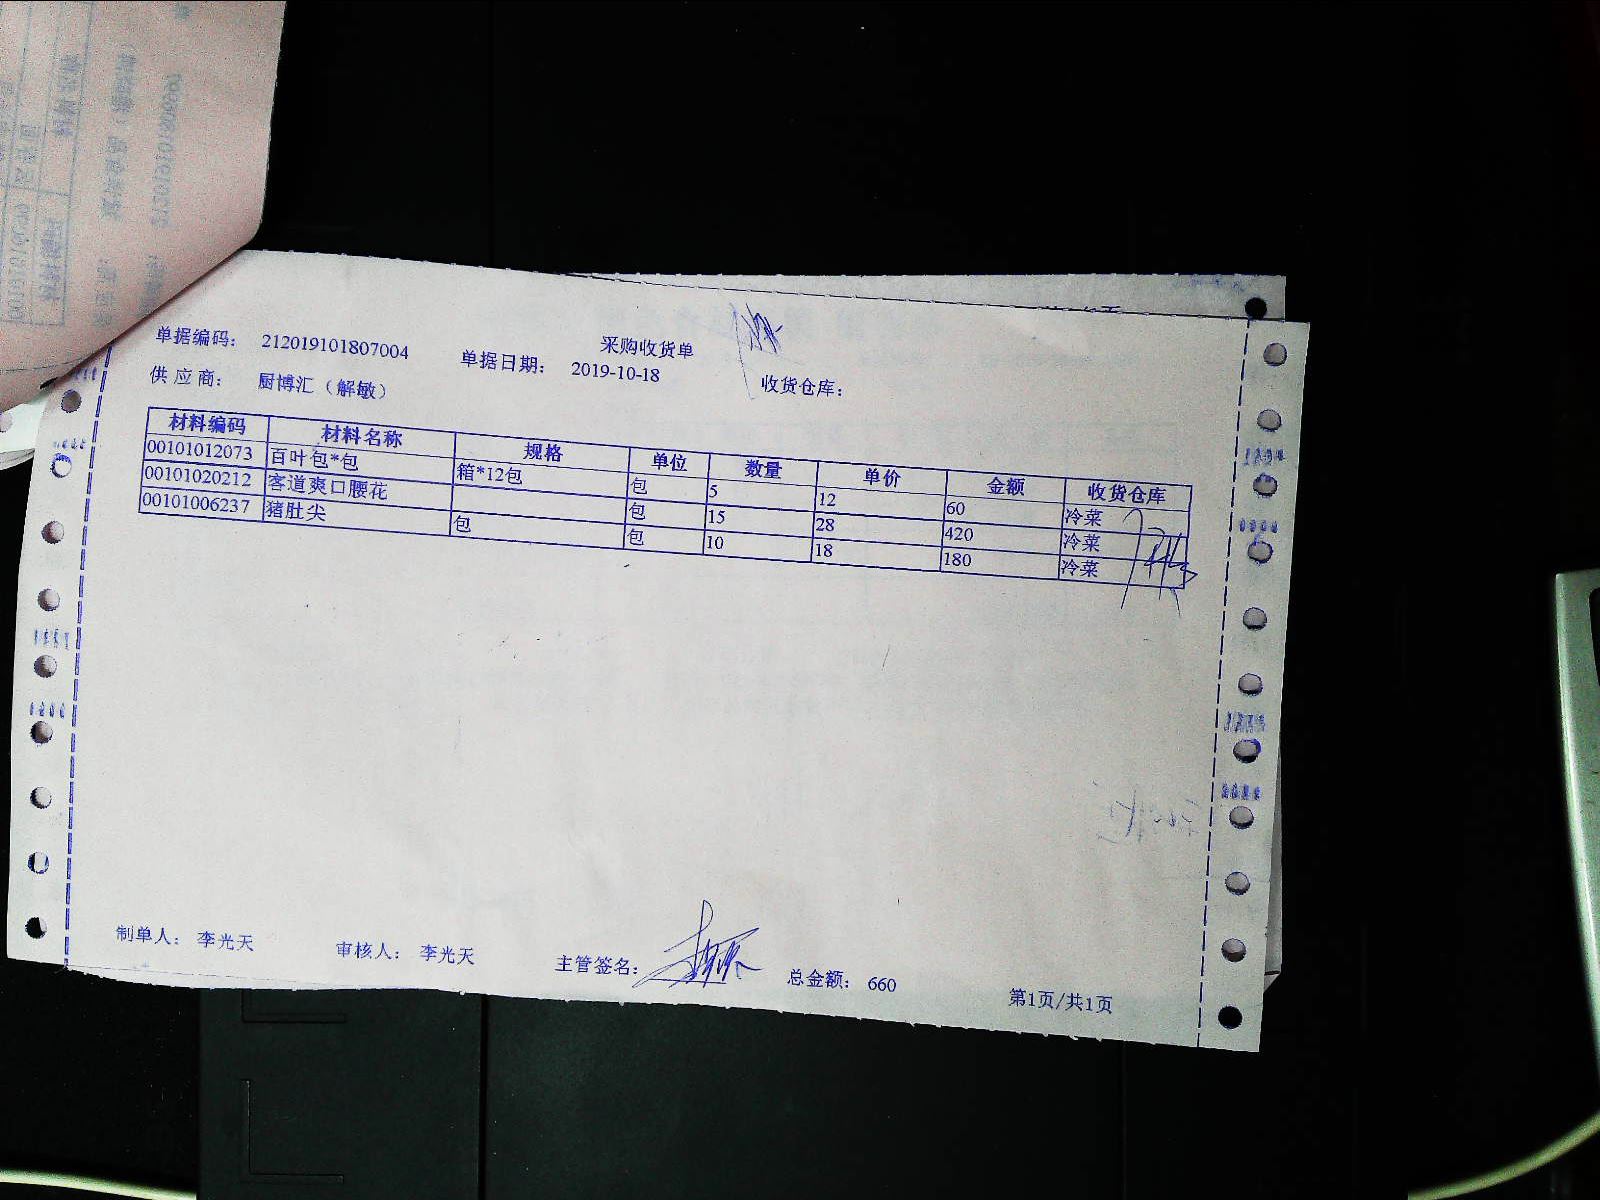 采购收货单
单据编码： 212019101807004 单据日期： 2019-10-18 收货仓库：
供应商： 厨博汇（解敏）
材料编码 材料名称 规格 单位 数量 单价 金额 收货仓库
00101012073 百叶包*包 箱*12包 包 5 12 60 冷菜
00101020212 客道爽口腰花 包 15 28 420 冷菜
00101006237 猪肚尖 包 包 10 18 180 冷菜
制单人： 李光天 审核人： 李光天 主管签名： 总金额： 660 第1页/共1页